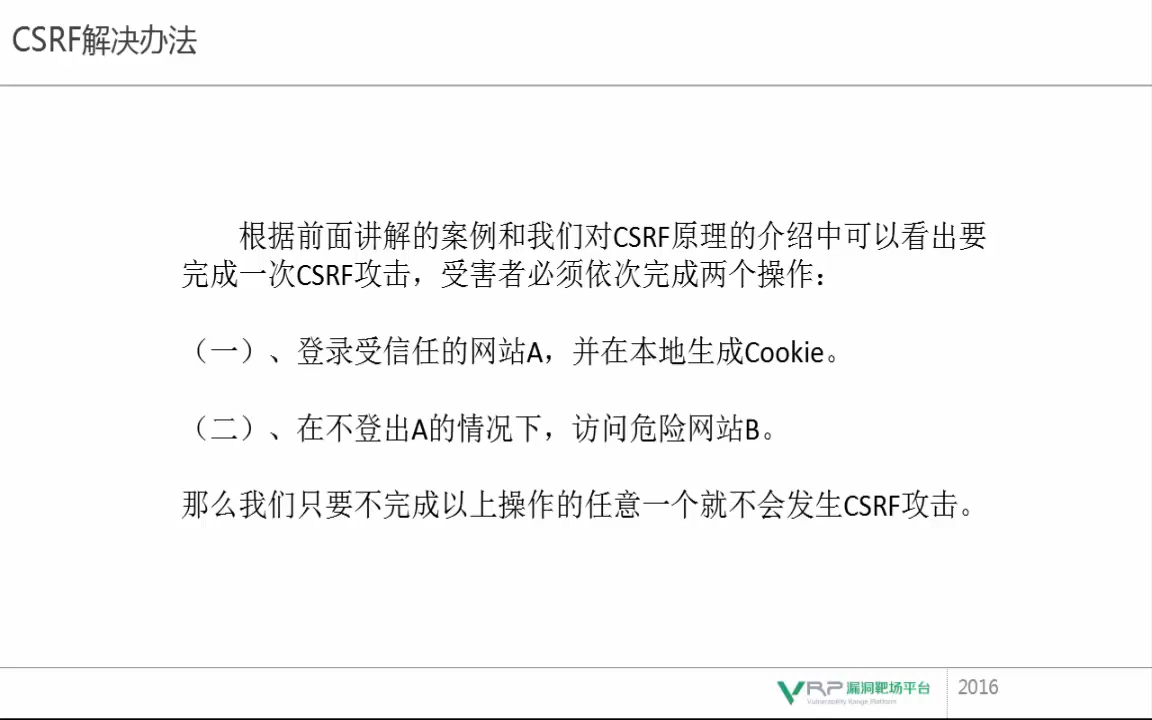 CSRF解决办法
根据前面讲解的案例和我们对CSRF原理的介绍中可以看出要
完成一次CSRF攻击，受害者必须依次完成两个操作：
（一）、登录受信任的网站A，并在本地生成Cookie。
（二）、在不登出A的情况下，访问危险网站B。
那么我们只要不完成以上操作的任意一个就不会发生CSRF攻击。
VRP 漏洞靶场平台
Vulnerability Range Platform
2016